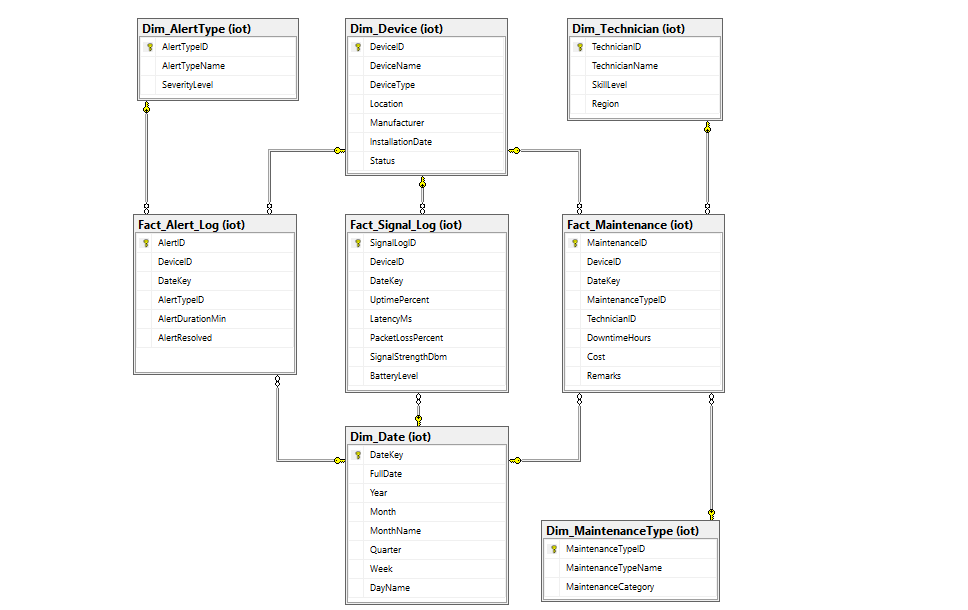 Dim_AlertType (iot)
AlertTypeID
AlertTypeName
SeverityLevel
Dim_Device (iot)
DeviceID
DeviceName
DeviceType
Location
Manufacturer
InstallationDate
Status
Dim_Technician (iot)
TechnicianID
TechnicianName
SkillLevel
Region
Fact_Alert_Log (iot)
AlertID
DeviceID
DateKey
AlertTypeID
AlertDurationMin
AlertResolved
Fact_Signal_Log (iot)
SignalLogID
DeviceID
DateKey
UptimePercent
LatencyMs
PacketLossPercent
SignalStrengthDbm
BatteryLevel
Fact_Maintenance (iot)
MaintenanceID
DeviceID
DateKey
MaintenanceTypeID
TechnicianID
DowntimeHours
Cost
Remarks
Dim_Date (iot)
DateKey
FullDate
Year
Month
MonthName
Quarter
Week
DayName
Dim_MaintenanceType (iot)
MaintenanceTypeID
MaintenanceTypeName
MaintenanceCategory